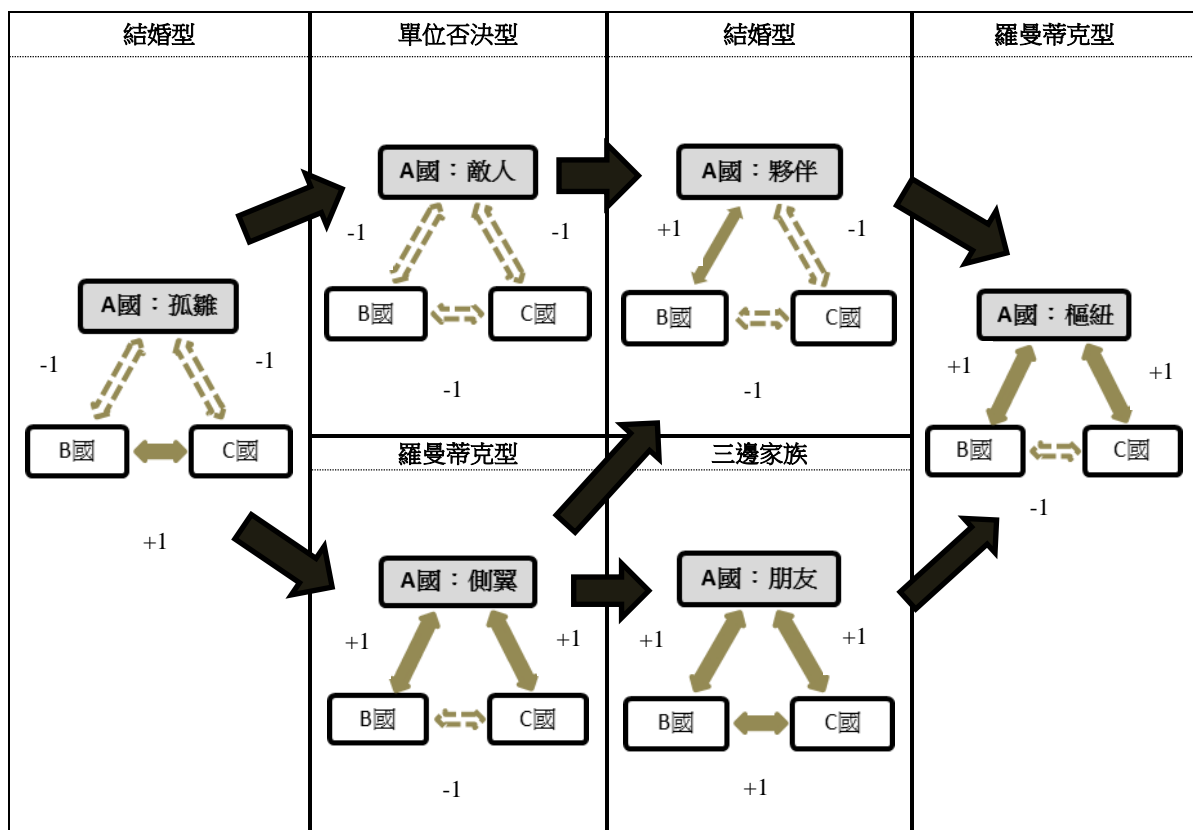 結婚型
單位否決型
結婚型
羅曼蒂克型
A國：孤雛
-1
-1
B國
C國
+1
A國：敵人
-1
-1
B國
C國
-1
A國：夥伴
+1
-1
B國
C國
-1
A國：樞紐
+1
+1
B國
C國
-1
羅曼蒂克型
三邊家族
A國：側翼
+1
+1
B國
C國
-1
A國：朋友
+1
+1
B國
C國
+1